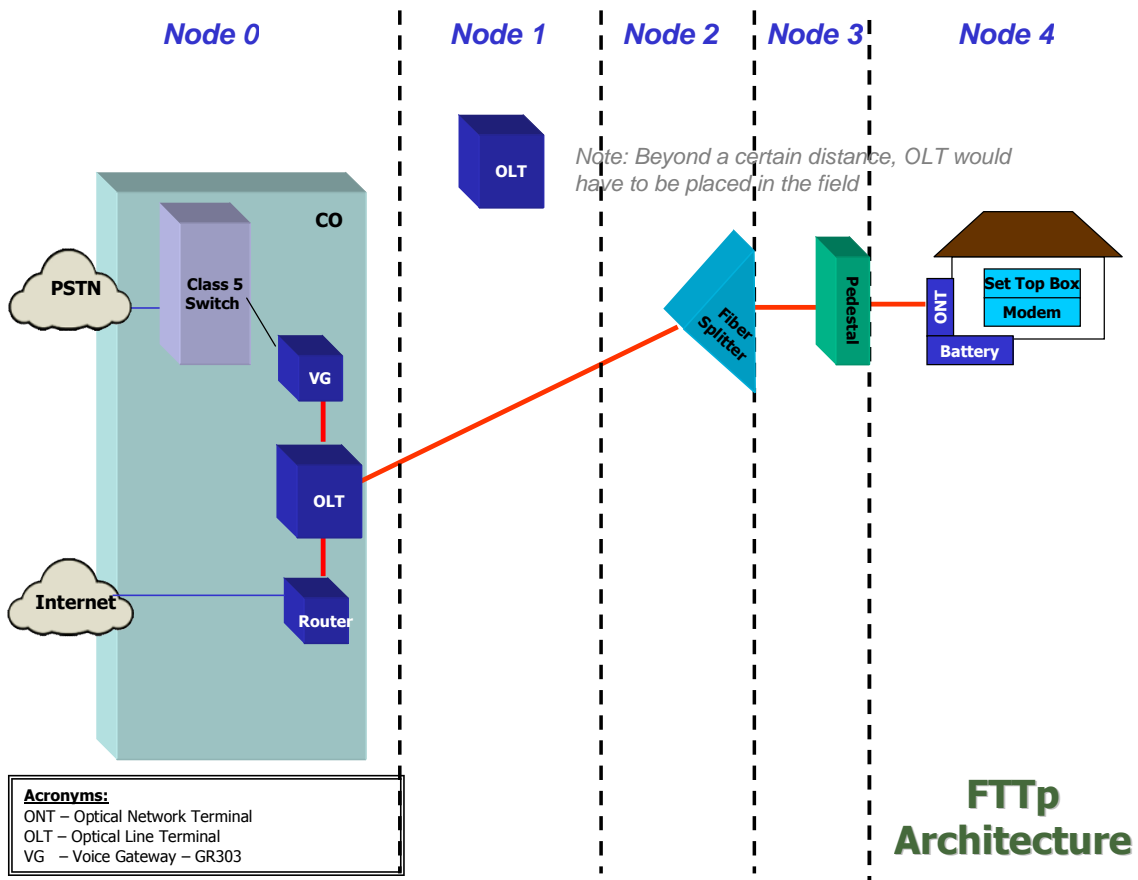 Node 0
Node 1
Node 2
Node 3
Node 4
OLT
Note: Beyond a certain distance, OLT would
have to be placed in the field
CO
PSTN
Class 5
Switch
VG
OLT
Internet
Router
Fiber
Splitter
Pedestal
ONT
Set Top Box
Modem
Battery
Acronyms:
ONT – Optical Network Terminal
OLT – Optical Line Terminal
VG – Voice Gateway – GR303
FTTp
Architecture